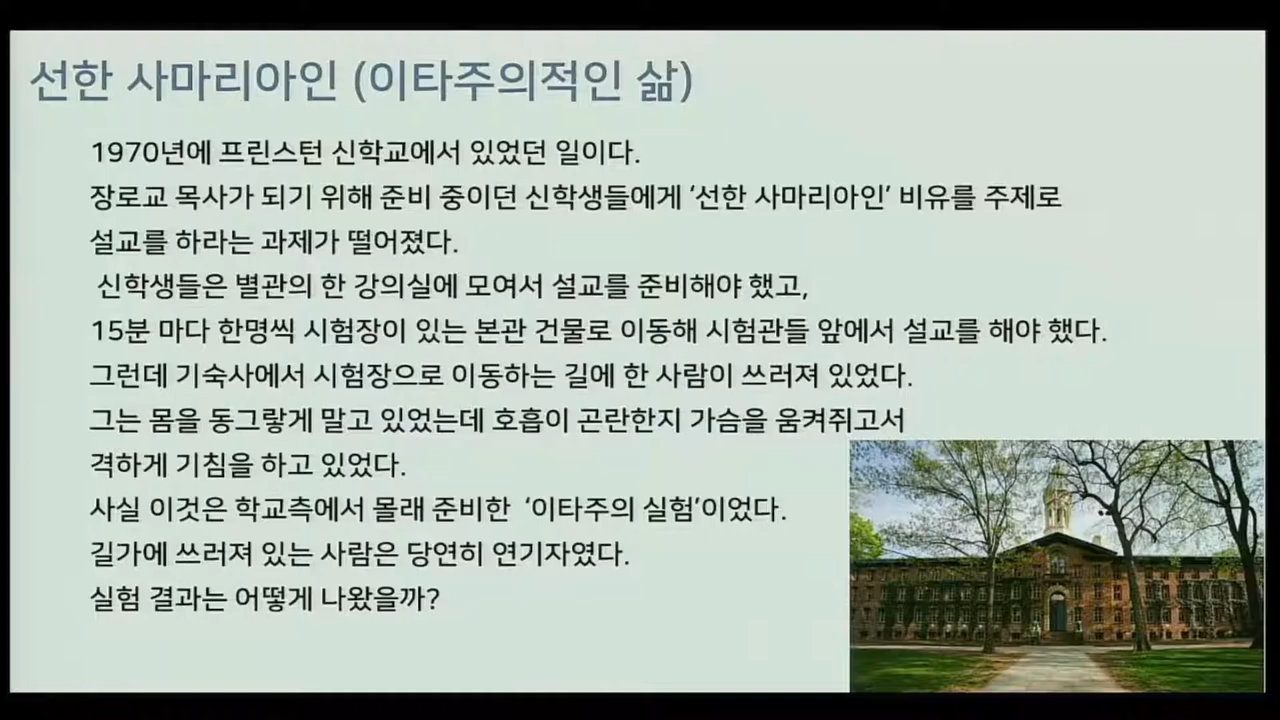 선한 사마리아인 (이타주의적인 삶)
1970년에 프린스턴 신학교에서 있었던 일이다.
장로교 목사가 되기 위해 준비 중이던 신학생들에게 ‘선한 사마리아인’ 비유를 주제로
설교를 하라는 과제가 떨어졌다.
신학생들은 별관의 한 강의실에 모여서 설교를 준비해야 했고,
15분 마다 한명씩 시험장이 있는 본관 건물로 이동해 시험관들 앞에서 설교를 해야 했다.
그런데 기숙사에서 시험장으로 이동하는 길에 한 사람이 쓰러져 있었다.
그는 몸을 동그랗게 말고 있었는데 호흡이 곤란한지 가슴을 움켜쥐고서
격하게 기침을 하고 있었다.
사실 이것은 학교측에서 몰래 준비한 ‘이타주의 실험’이었다.
길가에 쓰러져 있는 사람은 당연히 연기자였다.
실험 결과는 어떻게 나왔을까?